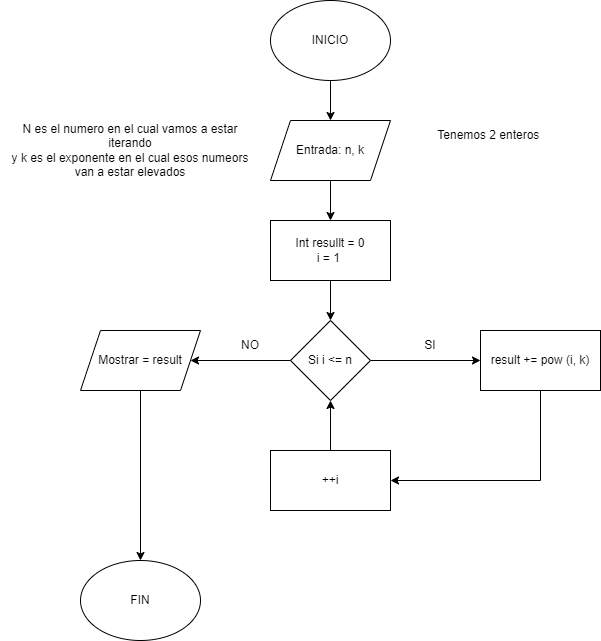 INICIO
N es el numero en el cual vamos a estar
iterando
y k es el exponente en el cual esos numeors
van a estar elevados
Entrada: n, k
Tenemos 2 enteros
Int resullt = 0
i = 1
NO
SI
Mostrar = result
Si i <= n
result += pow (i, k)
++i
FIN